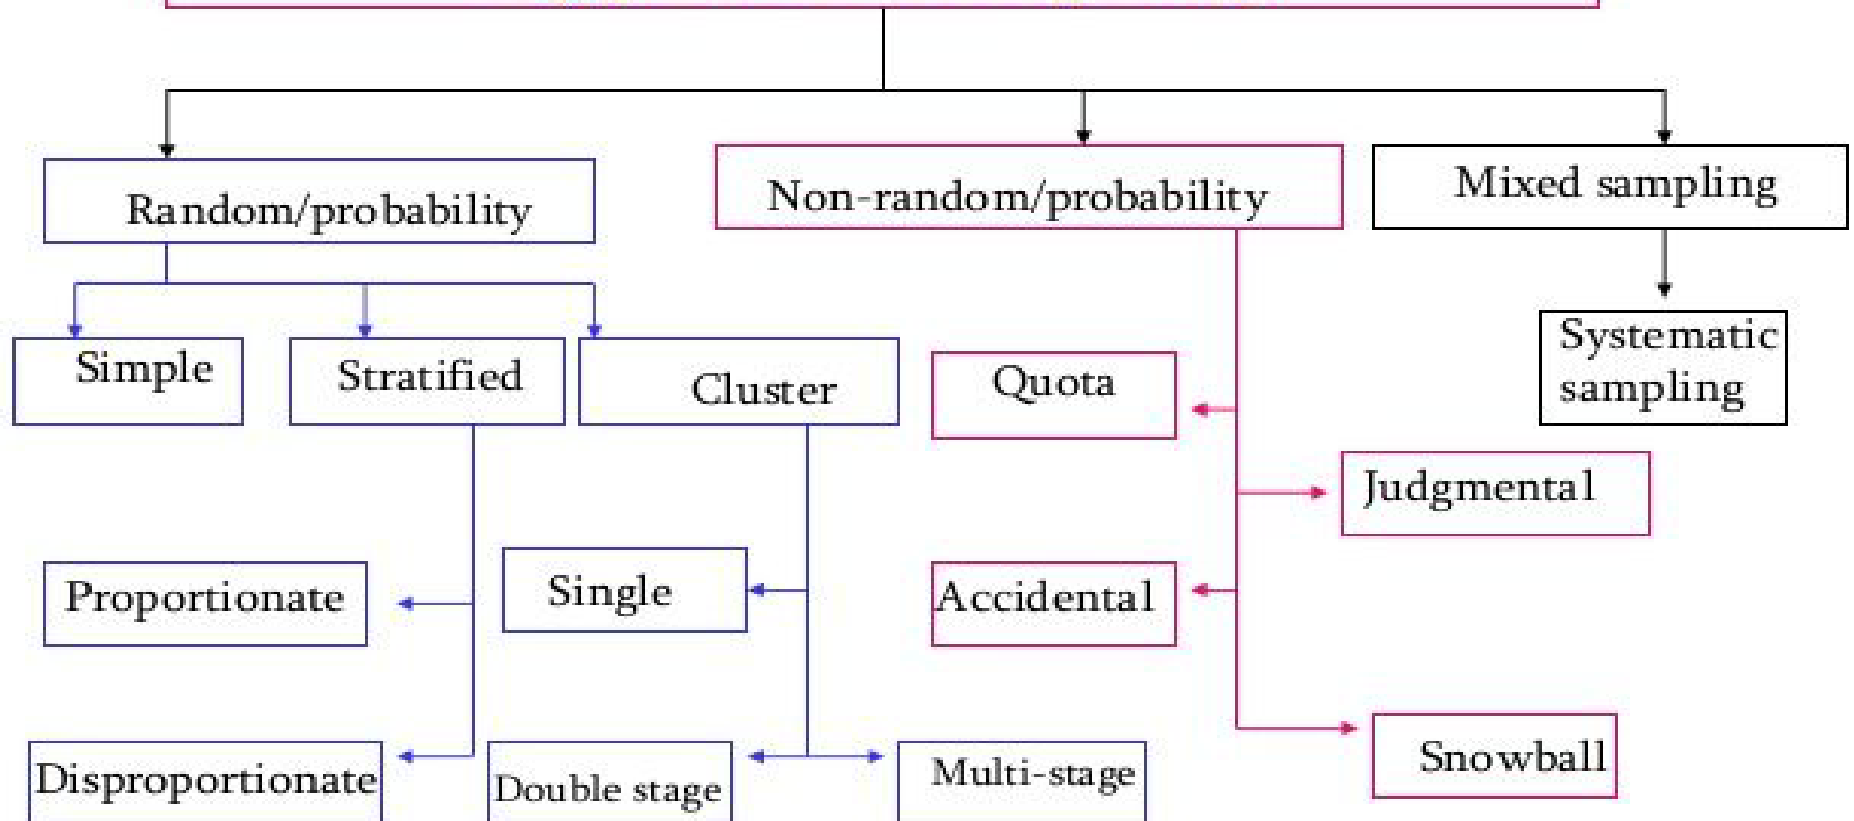 Random/probability
Non-random/probability
Mixed sampling
Simple
Stratified
Cluster
Quota
Systematic
sampling
Judgmental
Proportionate
Single
Accidental
Disproportionate
Double stage
Multi-stage
Snowball